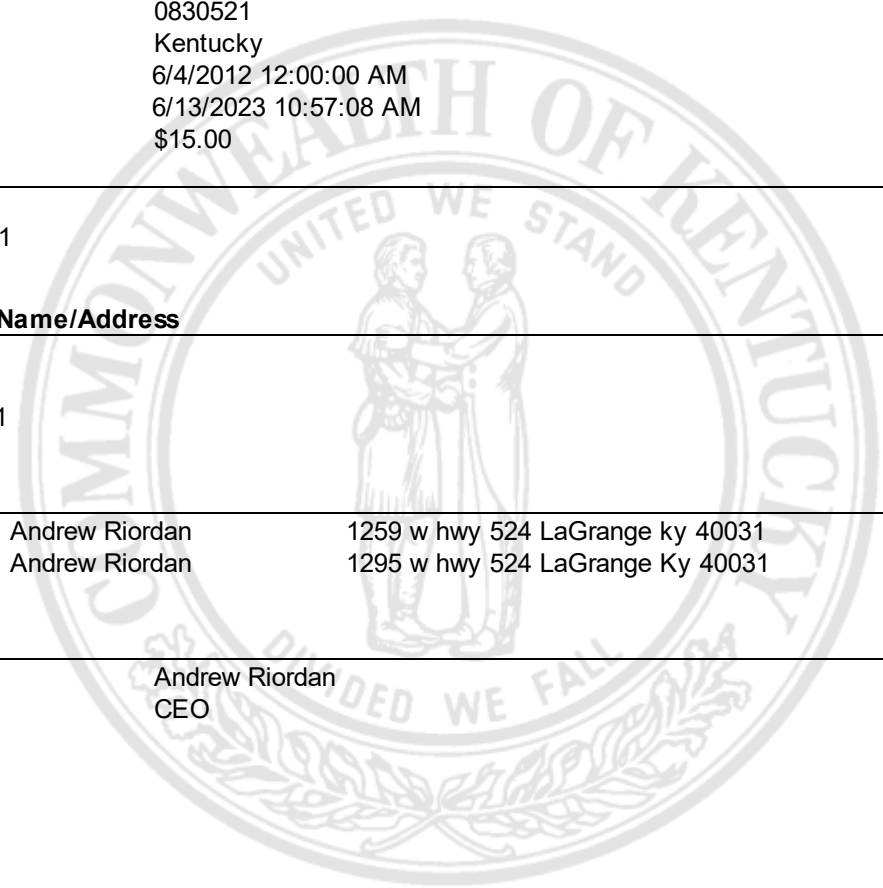 0830521
Kentucky
6/4/2012 12:00:00 AM
6/13/2023 10:57:08 AM
$15.00
1
Name/Address
1
Andrew Riordan 1259 w hwy 524 LaGrange ky 40031
Andrew Riordan 1295 w hwy 524 LaGrange Ky 40031
Andrew Riordan
CEO
COMMONWEALTH OF KENTUCKY
UNITED WE STAND
DIVIDED WE FALL